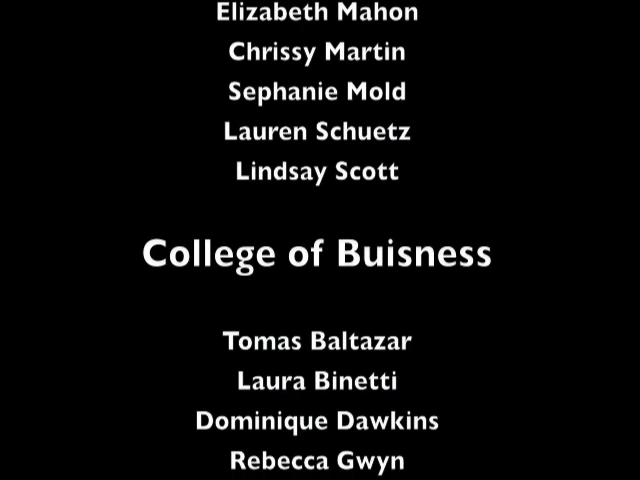 Elizabeth Mahon
Chrissy Martin
Sephanie Mold
Lauren Schuetz
Lindsay Scott
College of Buisness
Tomas Baltazar
Laura Binetti
Dominique Dawkins
Rebecca Gwyn